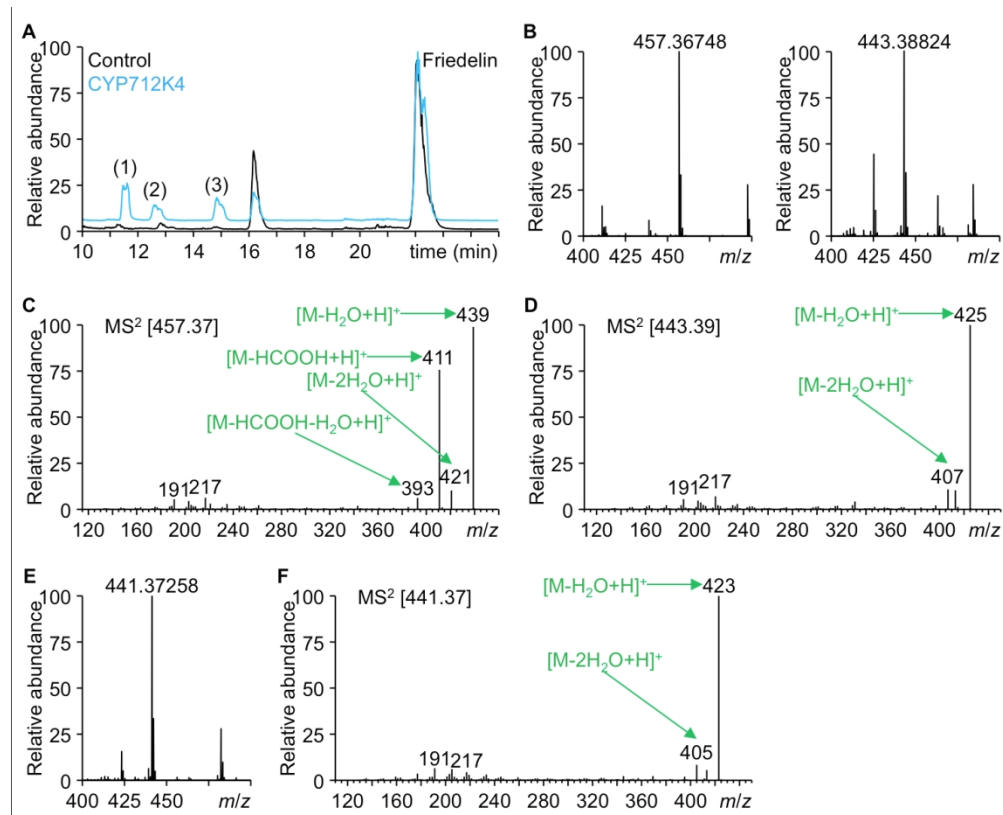 A
Control
CYP712K4
Friedelin
Relative abundance
100
75
50
25
0
(1)
(2)
(3)
10 12 14 16 18 20 time (min)
B
457.36748
Relative abundance
100
75
50
25
0
400 425 450 m/z
443.38824
Relative abundance
100
75
50
25
0
400 425 450 m/z
C
MS² [457.37]
Relative abundance
100
75
50
25
0
[M-H₂O+H]⁺ 439
[M-HCOOH+H]⁺ 411
[M-2H₂O+H]⁺
[M-HCOOH-H₂O+H]⁺
191 217
393 421
120 160 200 240 280 320 360 400 m/z
D
MS² [443.39]
Relative abundance
100
75
50
25
0
[M-H₂O+H]⁺ 425
[M-2H₂O+H]⁺
407
191 217
120 160 200 240 280 320 360 400 m/z
E
441.37258
Relative abundance
100
75
50
25
0
400 425 450 m/z
F
MS² [441.37]
Relative abundance
100
75
50
25
0
[M-H₂O+H]⁺ 423
[M-2H₂O+H]⁺
405
191 217
120 160 200 240 280 320 360 400 m/z